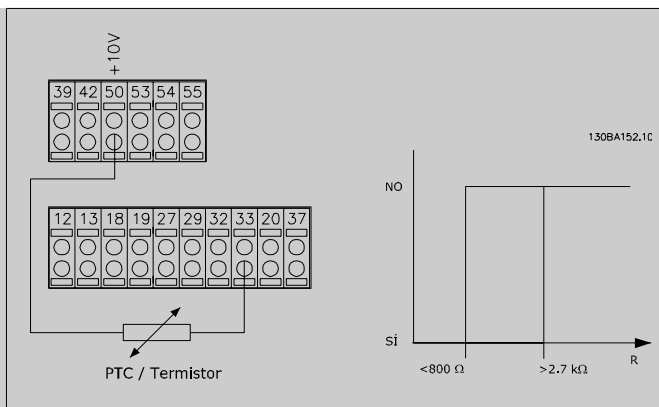 +10V
39 42 50 53 54 55
12 13 18 19 27 29 32 33 20 37
PTC / Termistor
130BA152.10
NO
SÍ
<800 Ω >2.7 kΩ R